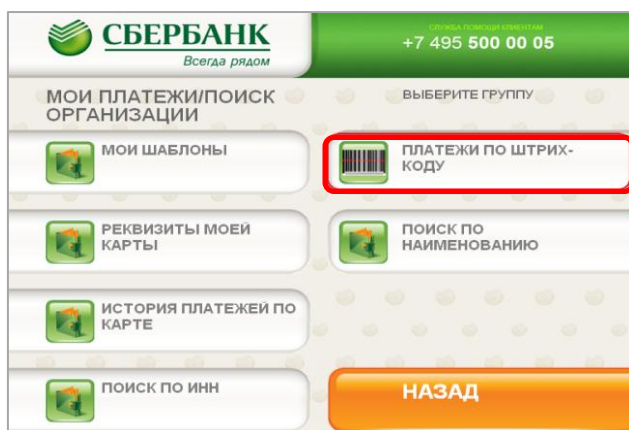 СБЕРБАНК
Всегда рядом
СЛУЖБА ПОМОЩИ КЛИЕНТАМ
+7 495 500 00 05
МОИ ПЛАТЕЖИ/ПОИСК
ОРГАНИЗАЦИИ
ВЫБЕРИТЕ ГРУППУ
МОИ ШАБЛОНЫ
ПЛАТЕЖИ ПО ШТРИХ-
КОДУ
РЕКВИЗИТЫ МОЕЙ
КАРТЫ
ПОИСК ПО
НАИМЕНОВАНИЮ
ИСТОРИЯ ПЛАТЕЖЕЙ ПО
КАРТЕ
ПОИСК ПО ИНН
НАЗАД